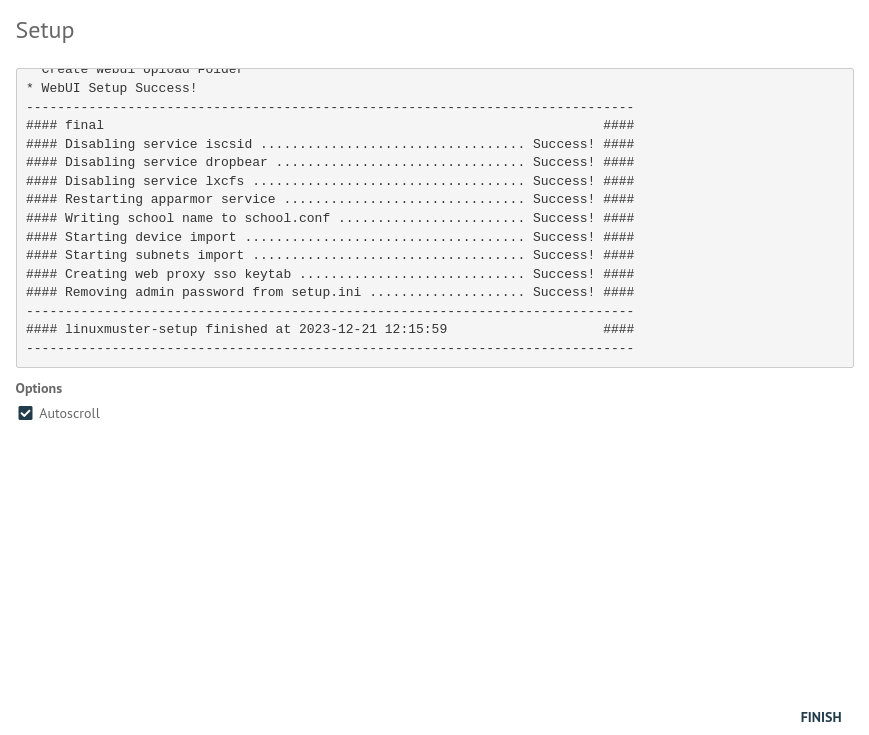 Setup
* Create WebUI Upload Folder
* WebUI Setup Success!
------------------------------------------------------------------------------
#### final                                                                ####
#### Disabling service iscsid .................................. Success! ####
#### Disabling service dropbear ................................ Success! ####
#### Disabling service lxcfs ................................... Success! ####
#### Restarting apparmor service ............................... Success! ####
#### Writing school name to school.conf ........................ Success! ####
#### Starting device import .................................... Success! ####
#### Starting subnets import ................................... Success! ####
#### Creating web proxy sso keytab ............................. Success! ####
#### Removing admin password from setup.ini .................... Success! ####
------------------------------------------------------------------------------
#### linuxmuster-setup finished at 2023-12-21 12:15:59                    ####
------------------------------------------------------------------------------
Options
Autoscroll
FINISH